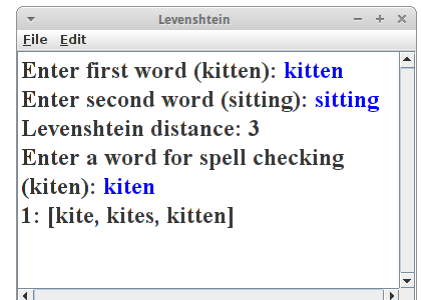 Levenshtein
File Edit
Enter first word (kitten): kitten
Enter second word (sitting): sitting
Levenshtein distance: 3
Enter a word for spell checking
(kiten): kiten
1: [kite, kites, kitten]